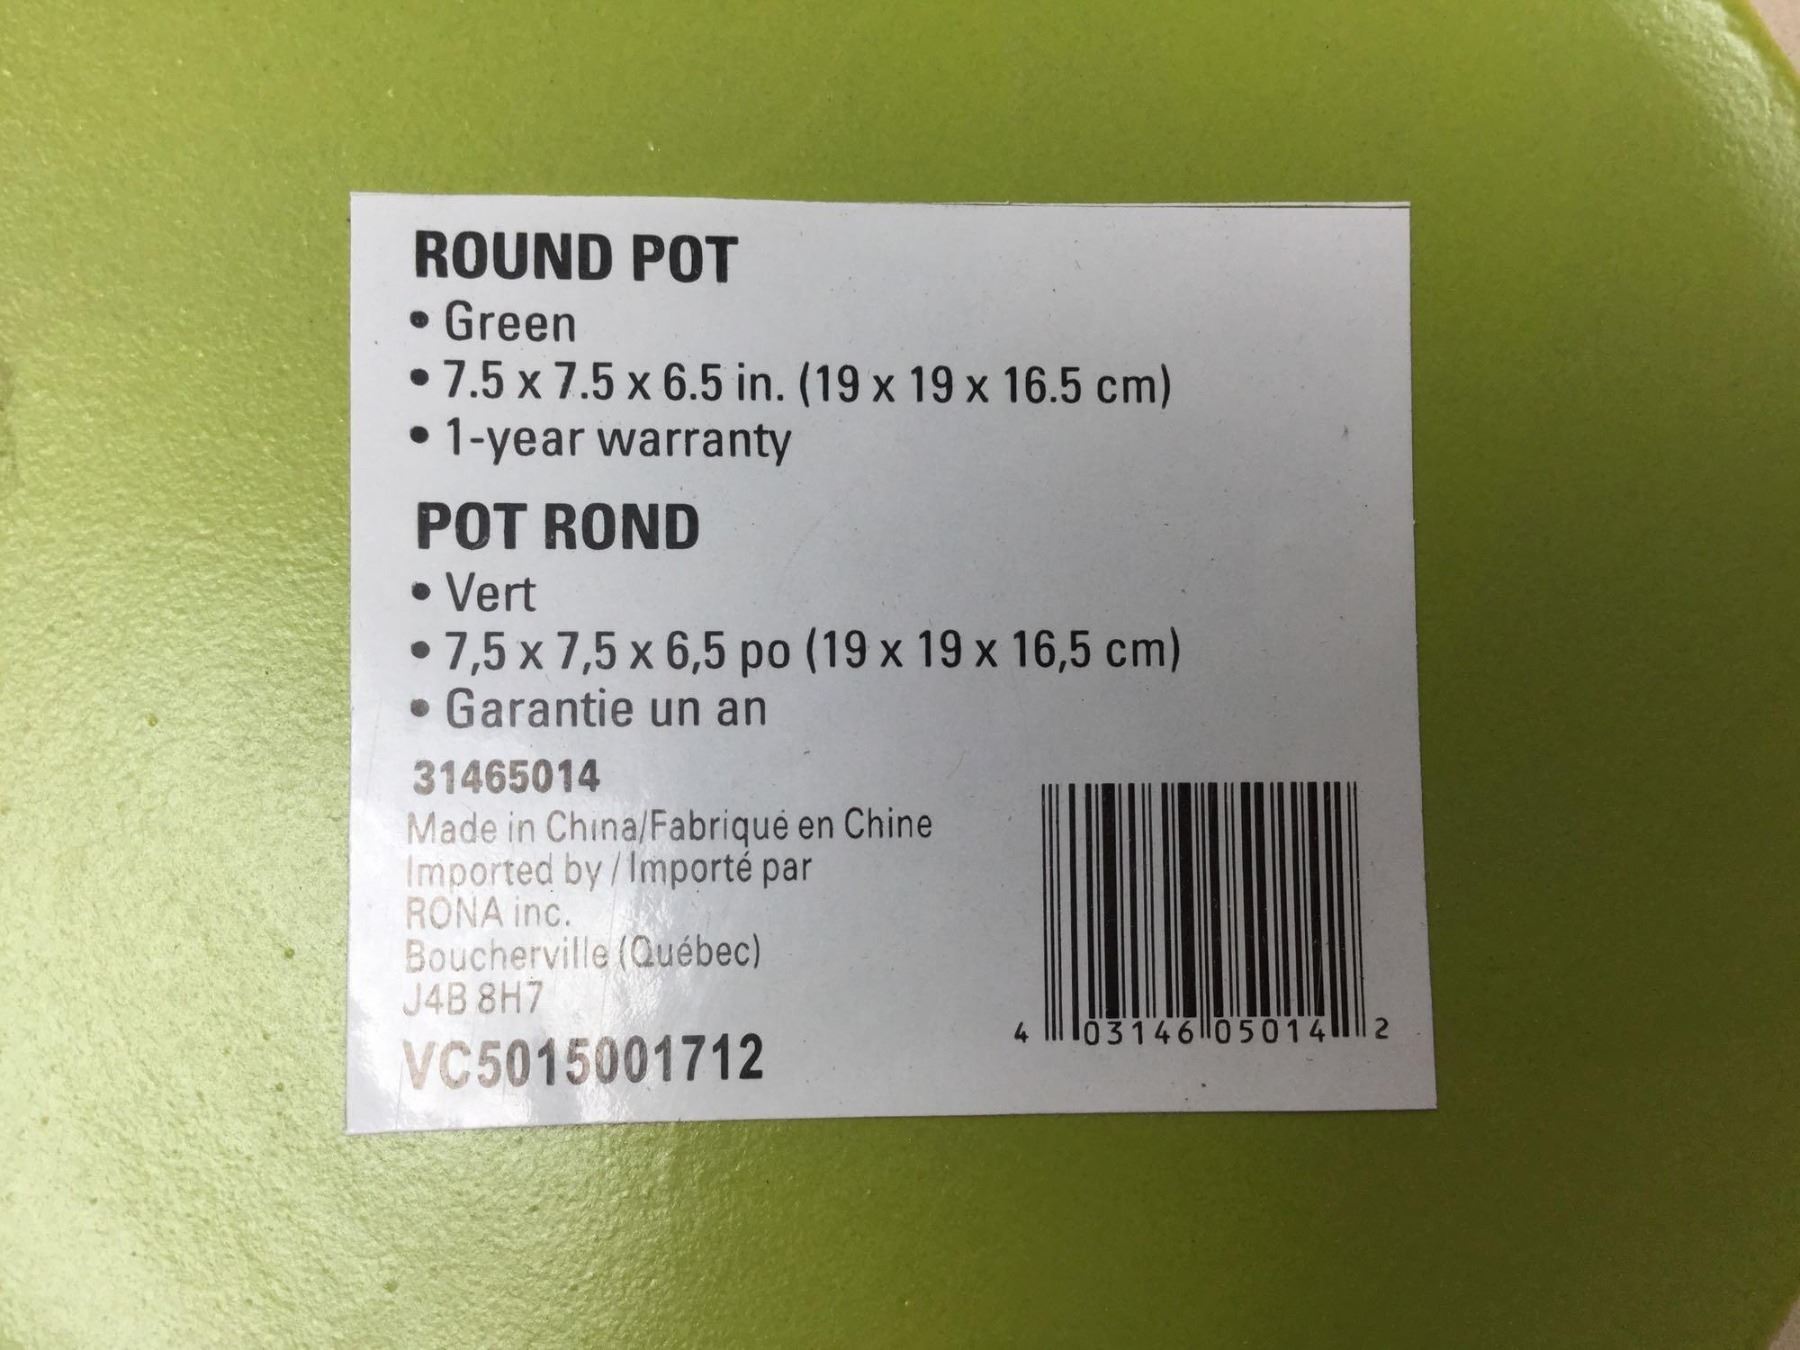 ROUND POT
• Green
• 7.5 x 7.5 x 6.5 in. (19 x 19 x 16.5 cm)
• 1-year warranty
POT ROND
• Vert
• 7,5 x 7,5 x 6,5 po (19 x 19 x 16,5 cm)
• Garantie un an
31465014
Made in China/Fabriqué en Chine
Imported by / Importé par
RONA inc.
Boucherville (Québec)
J4B 8H7
VC5015001712
4 03146 05014 2